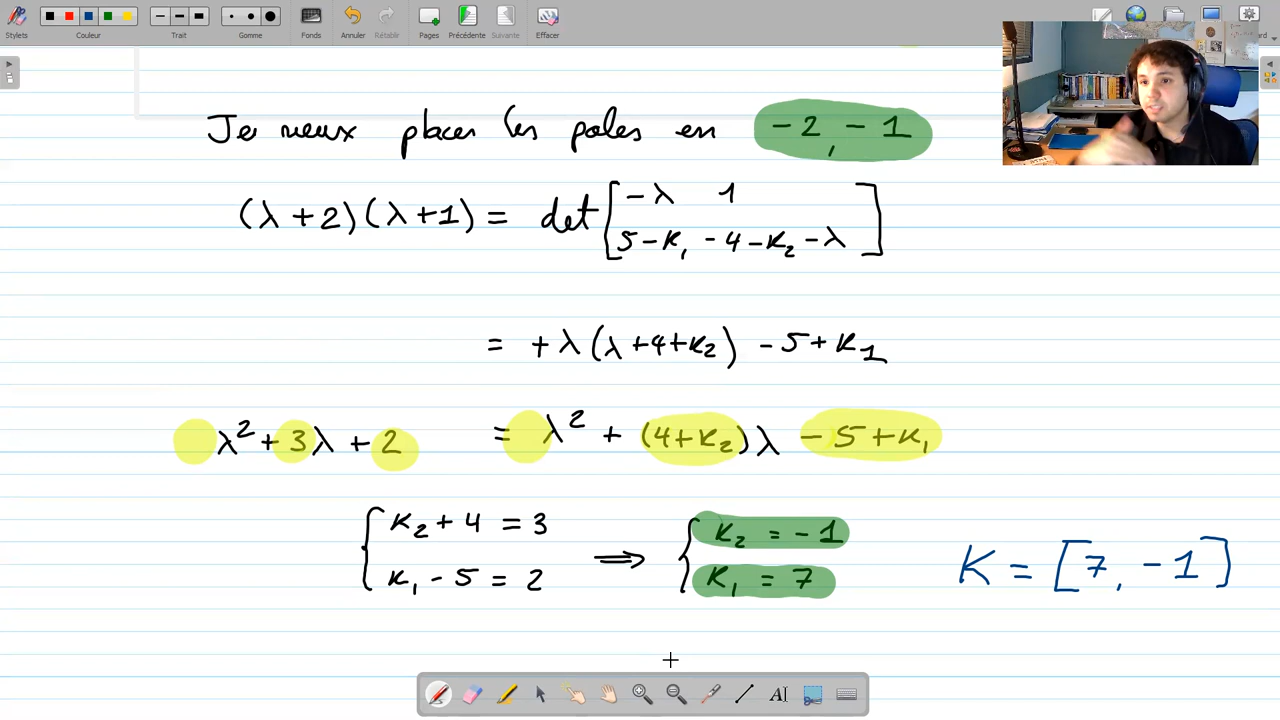 Stylets Couleur Trait Gomme Fonds Annuler Rétablir Pages Précédente Suivante Effacer
Je veux placer les poles en -2, -1
(λ+2)(λ+1) = det [ -λ 1
5-K₁ -4-K₂-λ ]
= +λ(λ+4+K₂) -5+K₁
λ²+3λ+2 = λ² + (4+K₂)λ -5+K₁
{ K₂+4 = 3 ⟹ { K₂ = -1
K₁-5 = 2 K₁ = 7
K = [7, -1]
AI